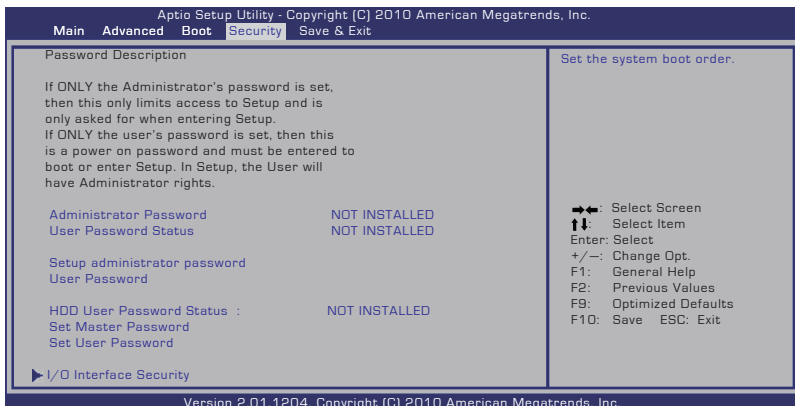 Aptio Setup Utility - Copyright (C) 2010 American Megatrends, Inc.
Main Advanced Boot Security Save & Exit
Password Description
If ONLY the Administrator's password is set,
then this only limits access to Setup and is
only asked for when entering Setup.
If ONLY the user's password is set, then this
is a power on password and must be entered to
boot or enter Setup. In Setup, the User will
have Administrator rights.
Administrator Password NOT INSTALLED
User Password Status NOT INSTALLED
Setup administrator password
User Password
HDD User Password Status : NOT INSTALLED
Set Master Password
Set User Password
I/O Interface Security
Set the system boot order.
→←: Select Screen
↑↓: Select Item
Enter: Select
+/—: Change Opt.
F1: General Help
F2: Previous Values
F9: Optimized Defaults
F10: Save ESC: Exit
Version 2.01.1204. Copyright (C) 2010 American Megatrends, Inc.